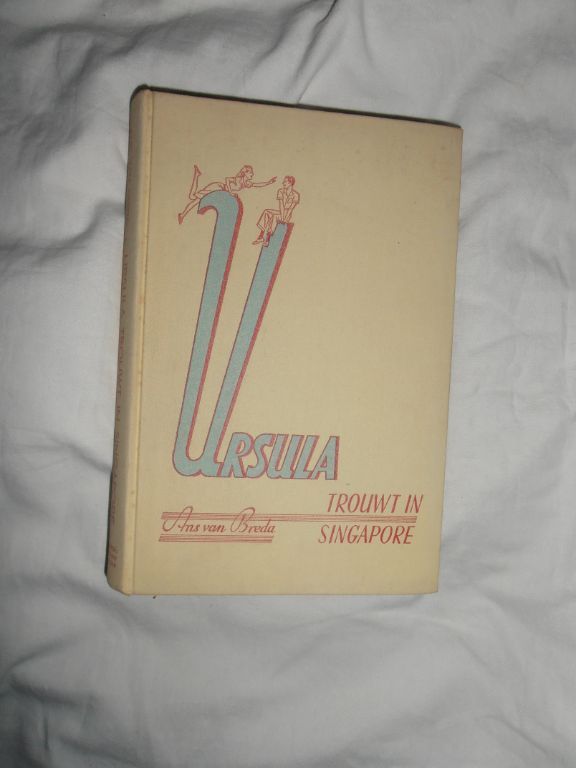 URSULA
TROUWT IN
Ans van Breda
SINGAPORE